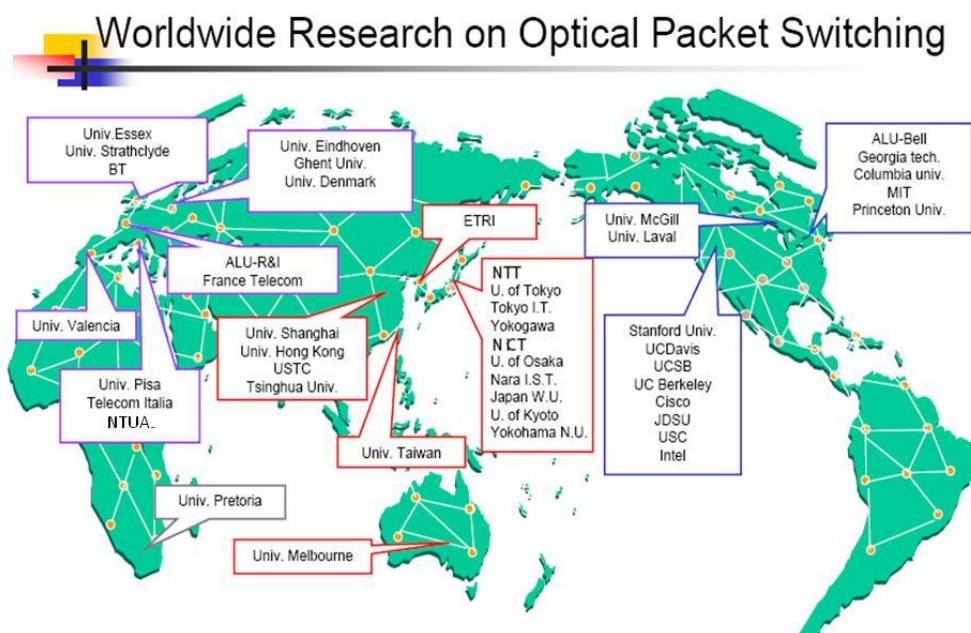 Worldwide Research on Optical Packet Switching
Univ.Essex
Univ. Strathclyde
BT
Univ. Eindhoven
Ghent Univ.
Univ. Denmark
ALU-Bell
Georgia tech.
Columbia univ.
MIT
Princeton Univ.
ETRI
Univ. McGill
Univ. Laval
ALU-R&I
France Telecom
NTT
U. of Tokyo
Tokyo I.T.
Yokogawa
NICT
U. of Osaka
Nara I.S.T.
Japan W.U.
U. of Kyoto
Yokohama N.U.
Univ. Valencia
Univ. Shanghai
Univ. Hong Kong
USTC
Tsinghua Univ.
Stanford Univ.
UCDavis
UCSB
UC Berkeley
Cisco
JDSU
USC
Intel
Univ. Pisa
Telecom Italia
NTUA
Univ. Taiwan
Univ. Pretoria
Univ. Melbourne